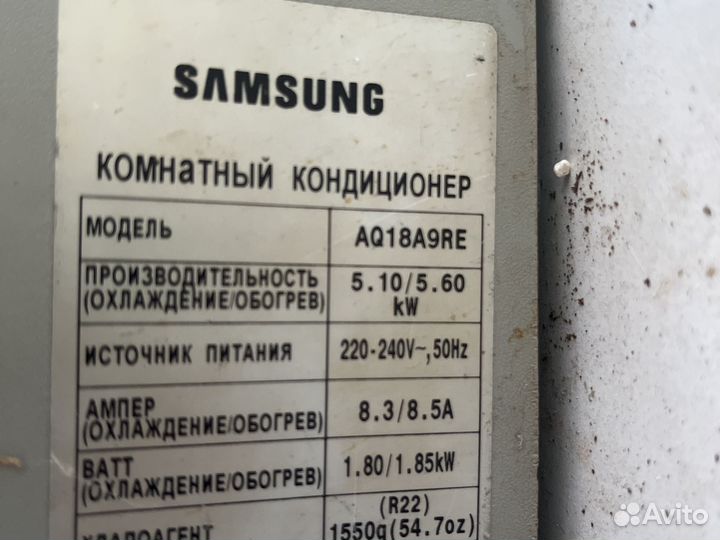 SAMSUNG
КОМНАТНЫЙ КОНДИЦИОНЕР
МОДЕЛЬ AQ18A9RE
ПРОИЗВОДИТЕЛЬНОСТЬ
(ОХЛАЖДЕНИЕ/ОБОГРЕВ)
5.10/5.60
kW
ИСТОЧНИК ПИТАНИЯ 220-240V~,50Hz
АМПЕР
(ОХЛАЖДЕНИЕ/ОБОГРЕВ)
8.3/8.5A
ВАТТ
(ОХЛАЖДЕНИЕ/ОБОГРЕВ)
1.80/1.85kW
ХЛАДОАГЕНТ
(R22)
1550g(54.7oz)
Avito